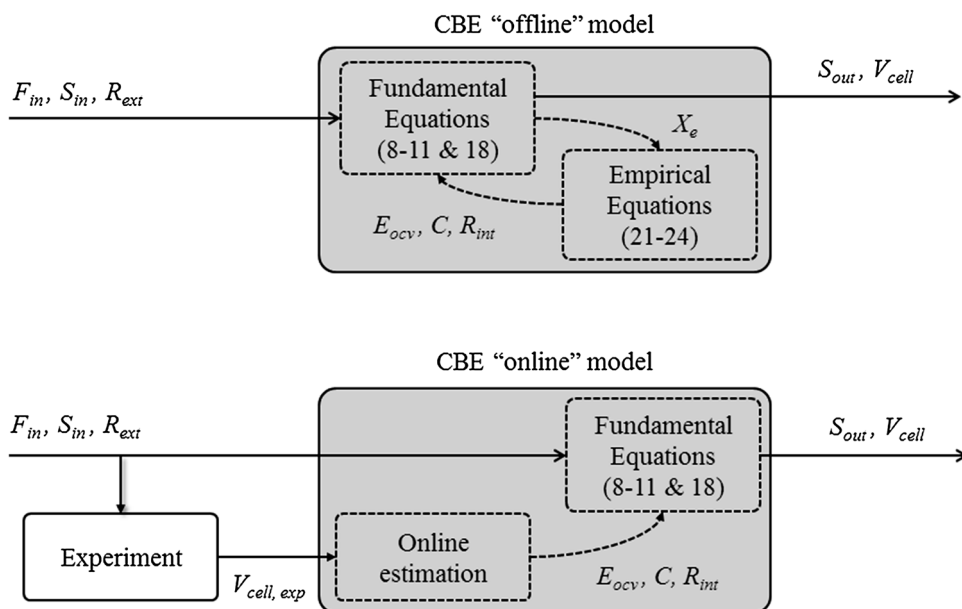 CBE “offline” model
F_in, S_in, R_ext
Fundamental
Equations
(8-11 & 18)
S_out, V_cell
X_e
Empirical
Equations
(21-24)
E_ocv, C, R_int
CBE “online” model
F_in, S_in, R_ext
Fundamental
Equations
(8-11 & 18)
S_out, V_cell
Experiment
V_cell, exp
Online
estimation
E_ocv, C, R_int